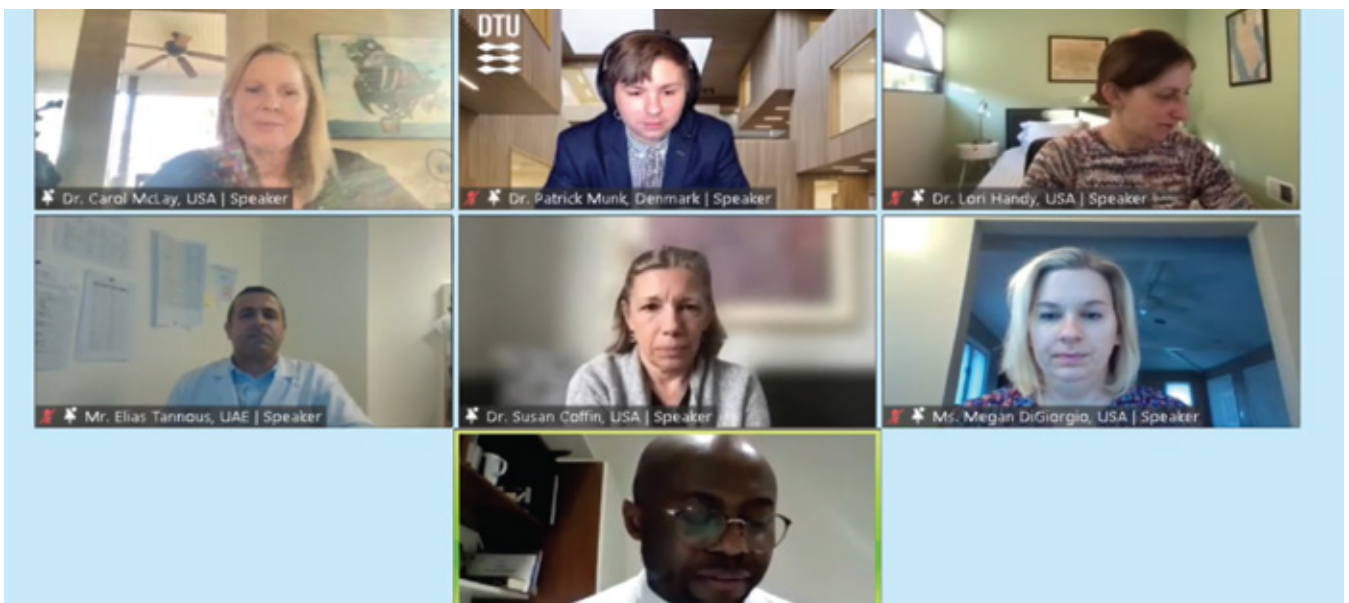 DTU
Dr. Carol McLay, USA | Speaker
Dr. Patrick Munk, Denmark | Speaker
Dr. Lori Handy, USA | Speaker
Mr. Elias Tannous, UAE | Speaker
Dr. Susan Coffin, USA | Speaker
Ms. Megan DiGiorgio, USA | Speaker